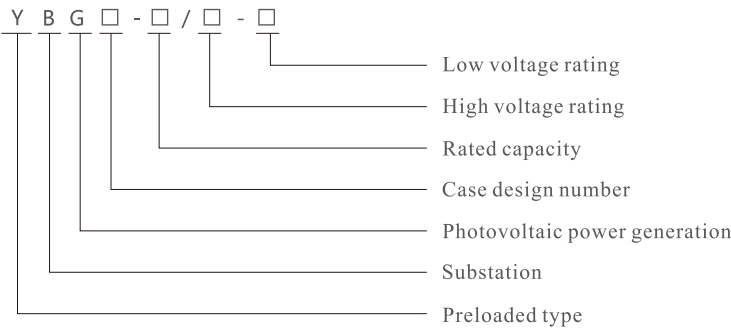 Y B G □ - □ / □ - □
Low voltage rating
High voltage rating
Rated capacity
Case design number
Photovoltaic power generation
Substation
Preloaded type